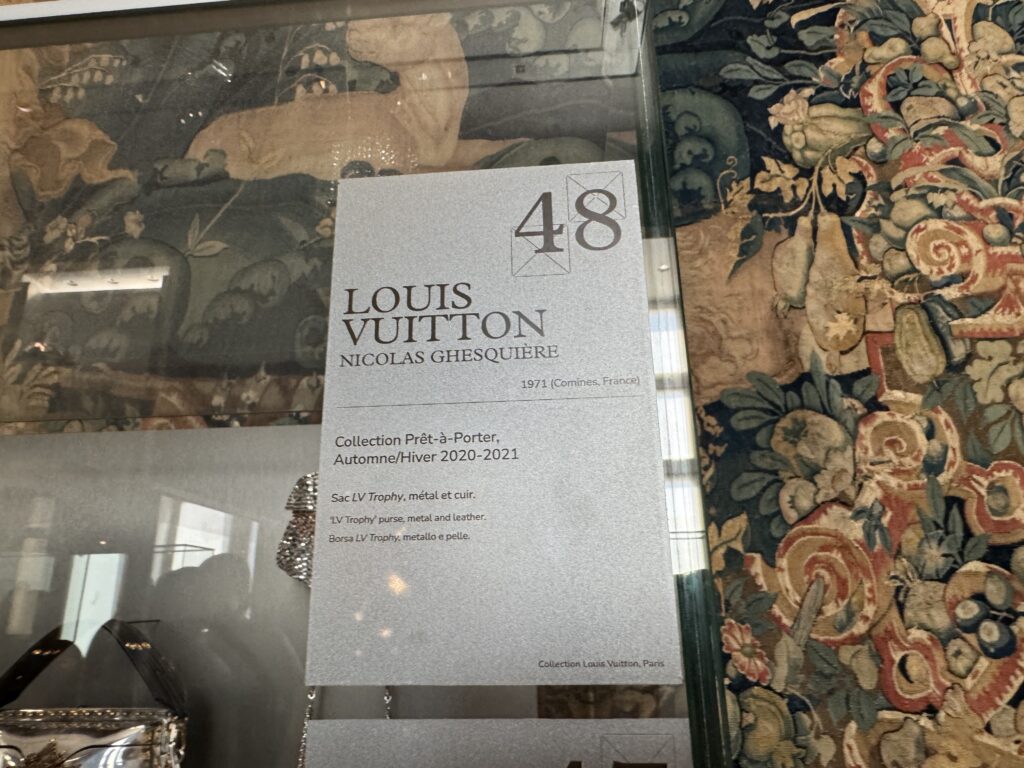 48
LOUIS
VUITTON
NICOLAS GHESQUIÈRE
1971 (Comines, France)
Collection Prêt-à-Porter,
Automne/Hiver 2020-2021
Sac LV Trophy, métal et cuir.
'LV Trophy' purse, metal and leather.
Borsa LV Trophy, metallo e pelle.
Collection Louis Vuitton, Paris